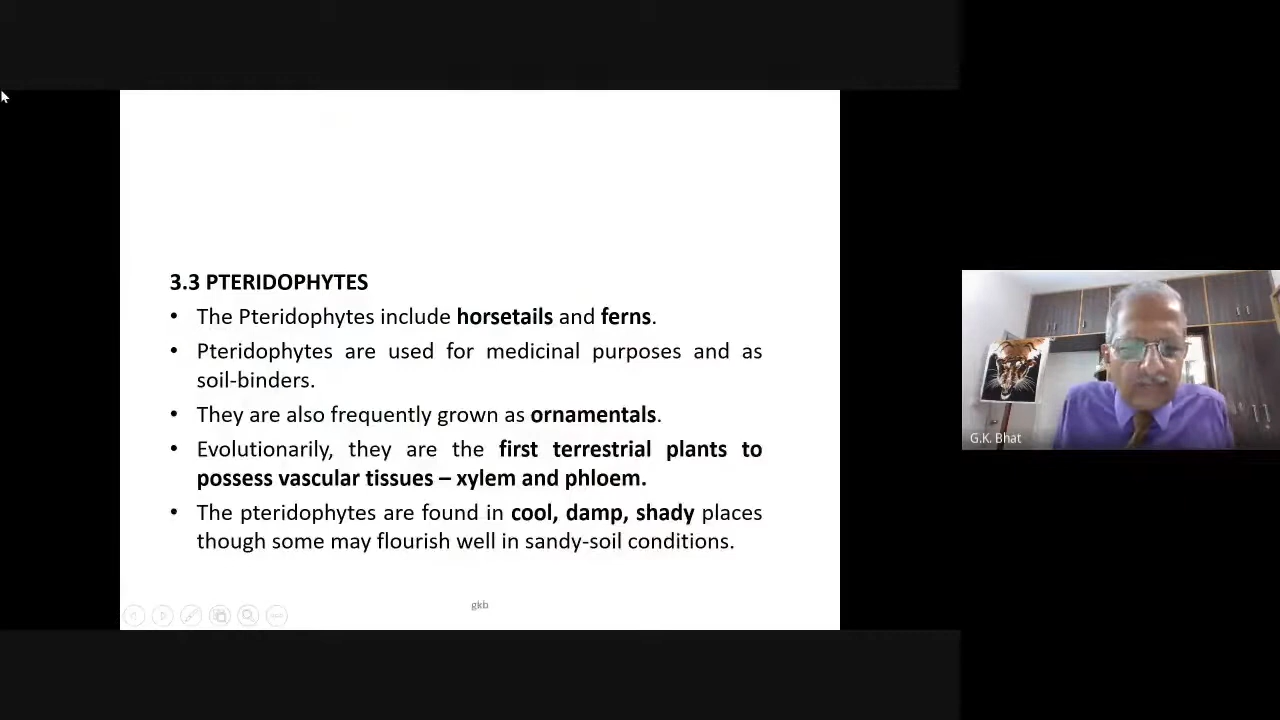 3.3 PTERIDOPHYTES
• The Pteridophytes include horsetails and ferns.
• Pteridophytes are used for medicinal purposes and as
soil-binders.
• They are also frequently grown as ornamentals.
• Evolutionarily, they are the first terrestrial plants to
possess vascular tissues – xylem and phloem.
• The pteridophytes are found in cool, damp, shady places
though some may flourish well in sandy-soil conditions.
gkb
G.K. Bhat